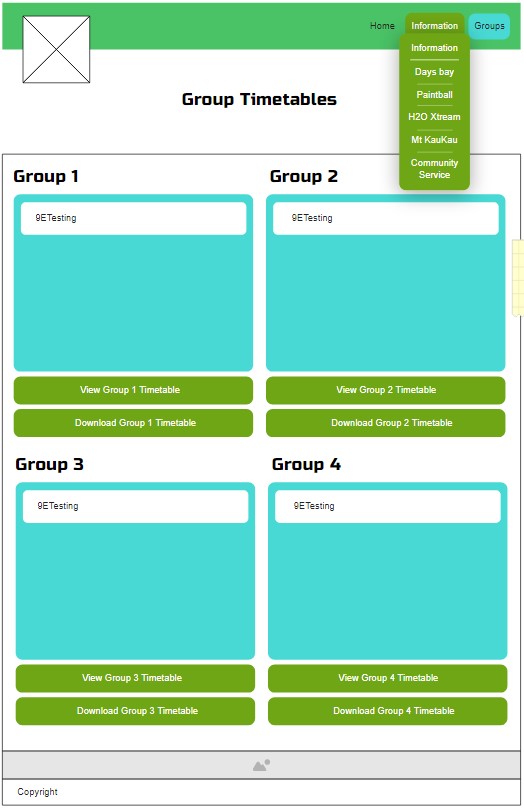 Home
Information
Groups
Information
Days bay
Paintball
H2O Xtream
Mt KauKau
Community
Service
Group Timetables
Group 1
Group 2
9ETesting
9ETesting
View Group 1 Timetable
View Group 2 Timetable
Download Group 1 Timetable
Download Group 2 Timetable
Group 3
Group 4
9ETesting
9ETesting
View Group 3 Timetable
View Group 4 Timetable
Download Group 3 Timetable
Download Group 4 Timetable
Copyright